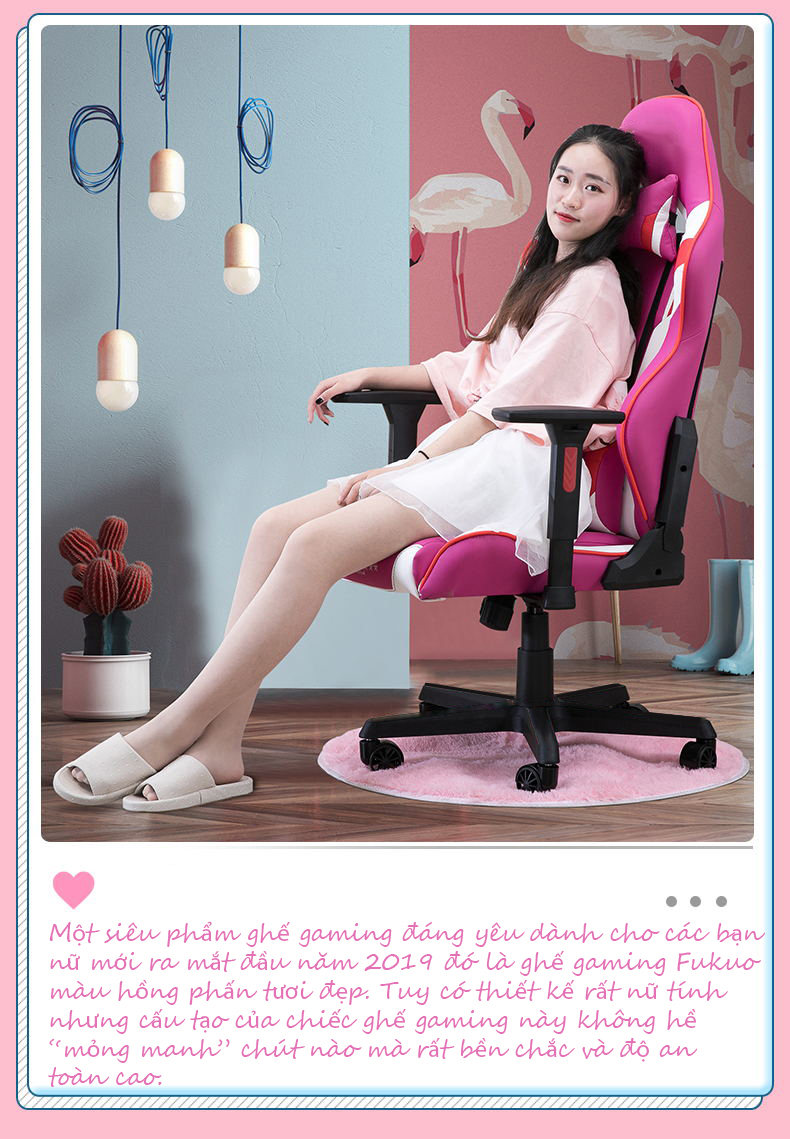 Một siêu phẩm ghế gaming đáng yêu dành cho các bạn
nữ mới ra mắt đầu năm 2019 đó là ghế gaming Fukuo
màu hồng phấn tươi đẹp. Tuy có thiết kế rất nữ tính
nhưng cấu tạo của chiếc ghế gaming này không hề
“mỏng manh” chút nào mà rất bền chắc và độ an
toàn cao.